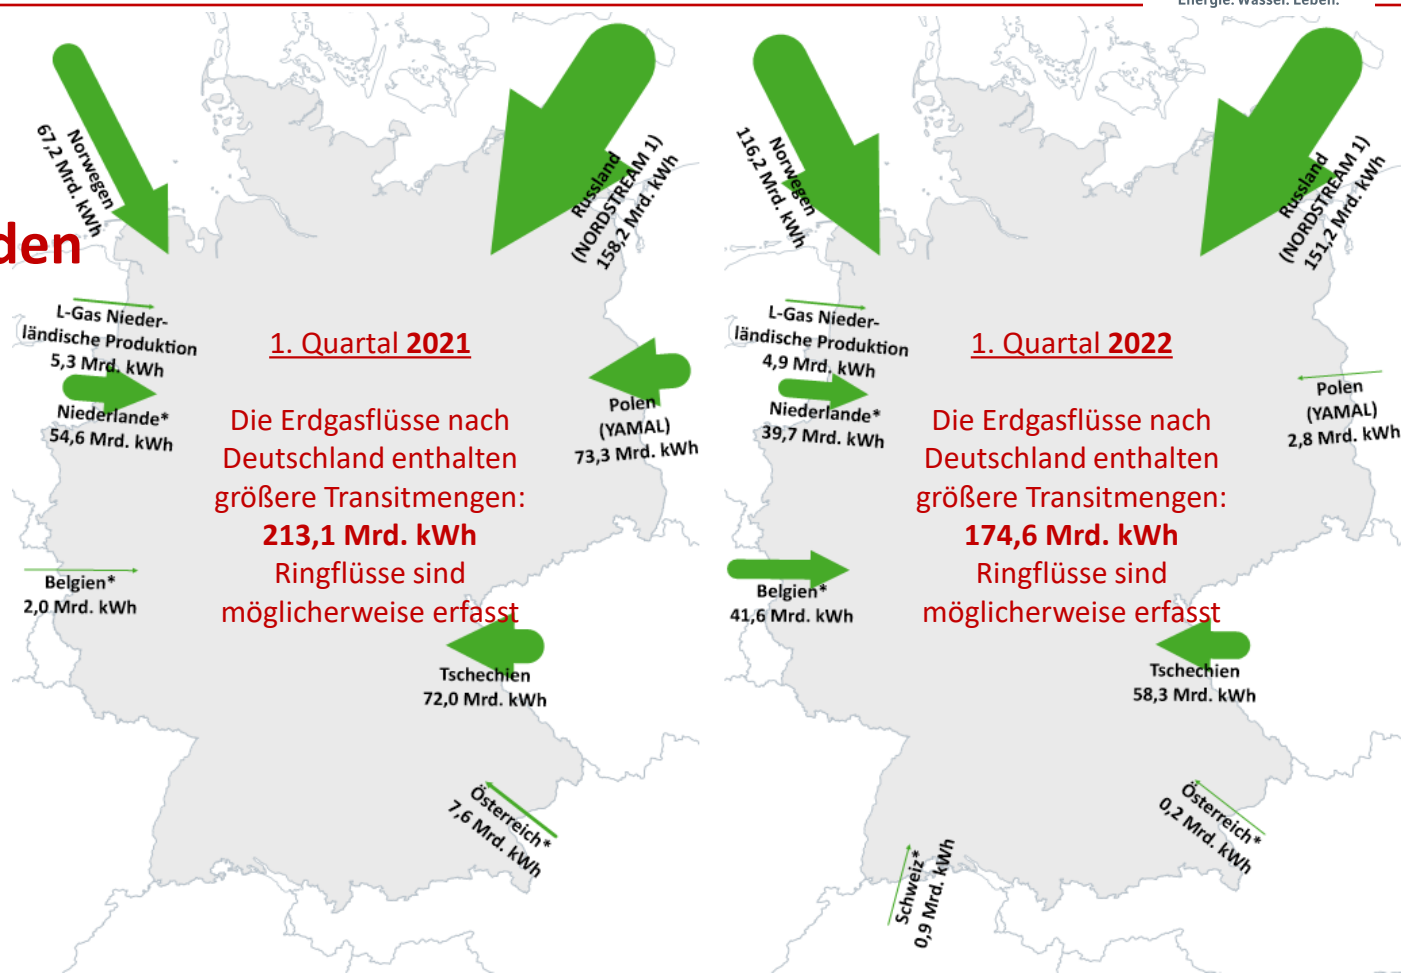 Energie. Wasser. Leben.
den
Norwegen
67,2 Mrd. kWh
Russland
(NORDSTREAM 1)
158,2 Mrd. kWh
L-Gas Nieder-
ländische Produktion
5,3 Mrd. kWh
Niederlande*
54,6 Mrd. kWh
1. Quartal 2021
Polen
(YAMAL)
73,3 Mrd. kWh
Die Erdgasflüsse nach
Deutschland enthalten
größere Transitmengen:
213,1 Mrd. kWh
Ringflüsse sind
möglicherweise erfasst
Belgien*
2,0 Mrd. kWh
Tschechien
72,0 Mrd. kWh
Österreich*
7,6 Mrd. kWh
Norwegen
116,2 Mrd. kWh
Russland
(NORDSTREAM 1)
151,2 Mrd. kWh
L-Gas Nieder-
ländische Produktion
4,9 Mrd. kWh
Niederlande*
39,7 Mrd. kWh
1. Quartal 2022
Polen
(YAMAL)
2,8 Mrd. kWh
Die Erdgasflüsse nach
Deutschland enthalten
größere Transitmengen:
174,6 Mrd. kWh
Ringflüsse sind
möglicherweise erfasst
Belgien*
41,6 Mrd. kWh
Tschechien
58,3 Mrd. kWh
Österreich*
0,2 Mrd. kWh
Schweiz*
0,9 Mrd. kWh